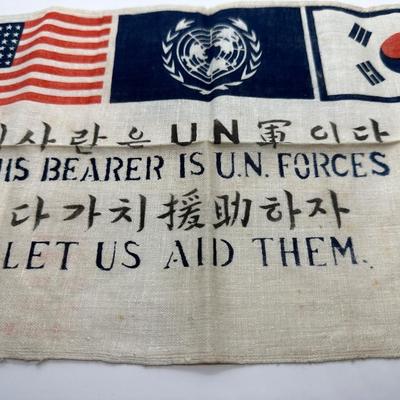 사람은 UN軍이다
HIS BEARER IS U.N. FORCES
다가치援助하자
LET US AID THEM.